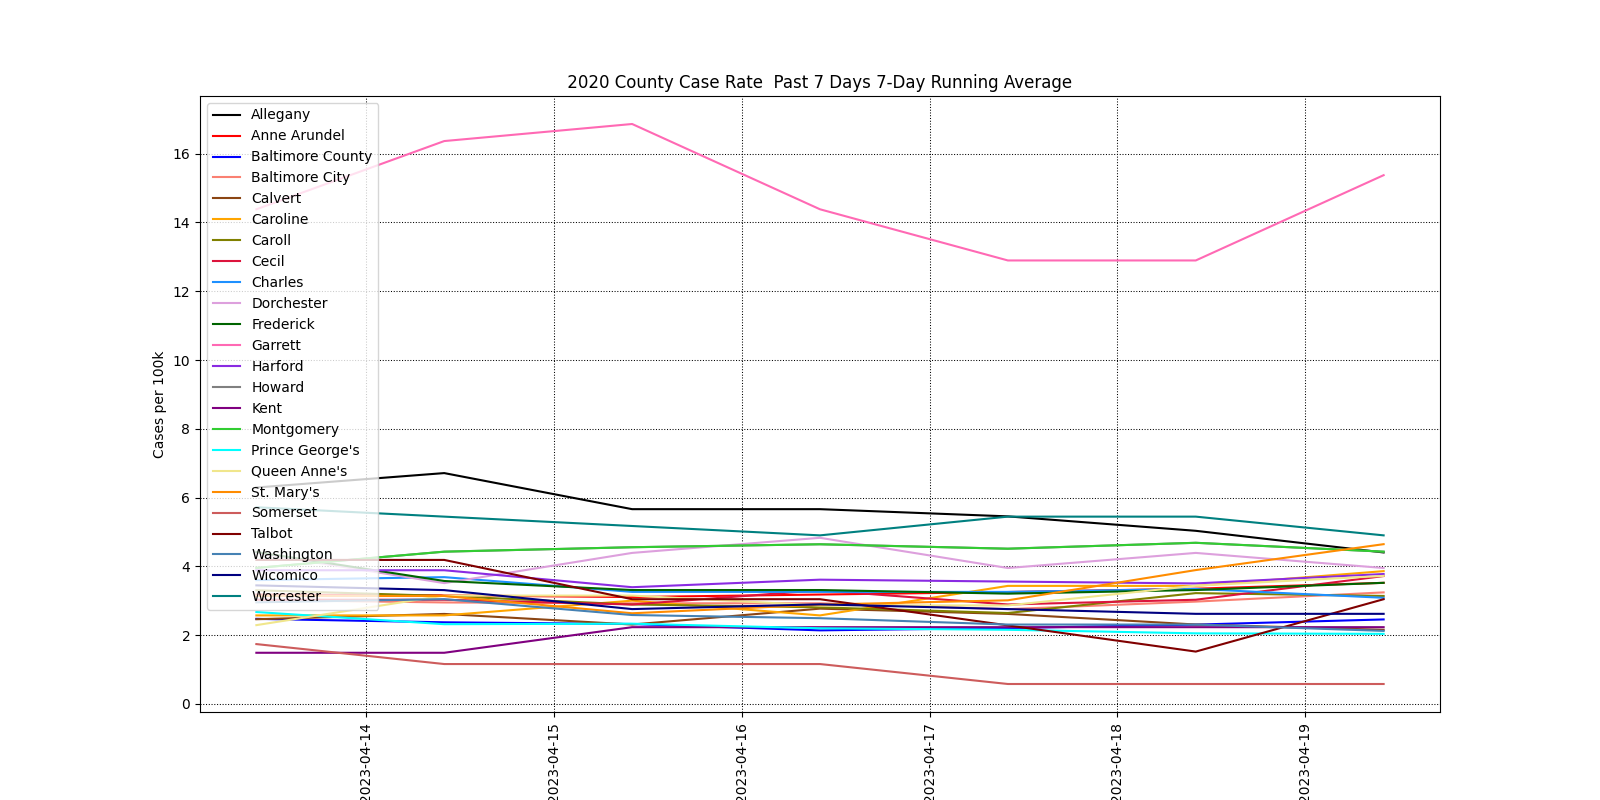 2020 County Case Rate  Past 7 Days 7-Day Running Average
Allegany
Anne Arundel
Baltimore County
Baltimore City
Calvert
Caroline
Caroll
Cecil
Charles
Dorchester
Frederick
Garrett
Harford
Howard
Kent
Montgomery
Prince George's
Queen Anne's
St. Mary's
Somerset
Talbot
Washington
Wicomico
Worcester
Cases per 100k
16
14
12
10
8
6
4
2
0
2023-04-14
2023-04-15
2023-04-16
2023-04-17
2023-04-18
2023-04-19